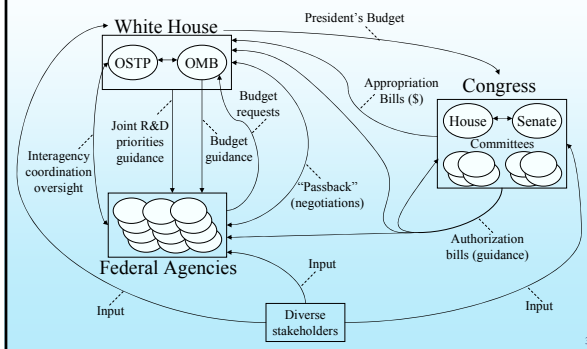 President's Budget
White House
OSTP
OMB
Appropriation
Bills ($)
Congress
House
Senate
Committees
Budget
requests
Joint R&D
priorities
guidance
Budget
guidance
Interagency
coordination
oversight
"Passback"
(negotiations)
Authorization
bills (guidance)
Federal Agencies
Input
Input
Diverse
stakeholders
Input